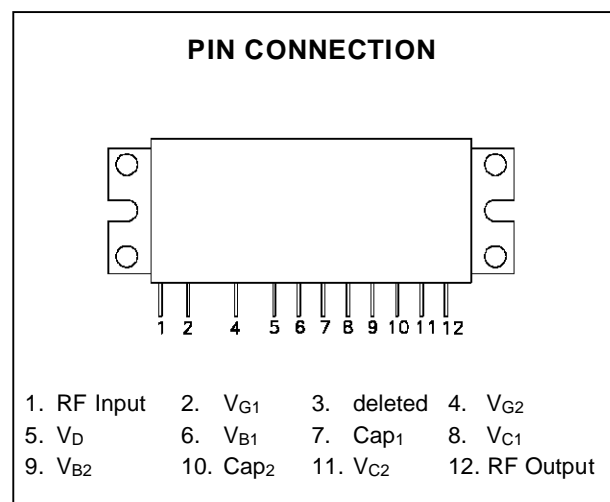 PIN CONNECTION
1 2 4 5 6 7 8 9 10 11 12
1. RF Input 2. VG1 3. deleted 4. VG2
5. VD 6. VB1 7. Cap1 8. VC1
9. VB2 10. Cap2 11. VC2 12. RF Output